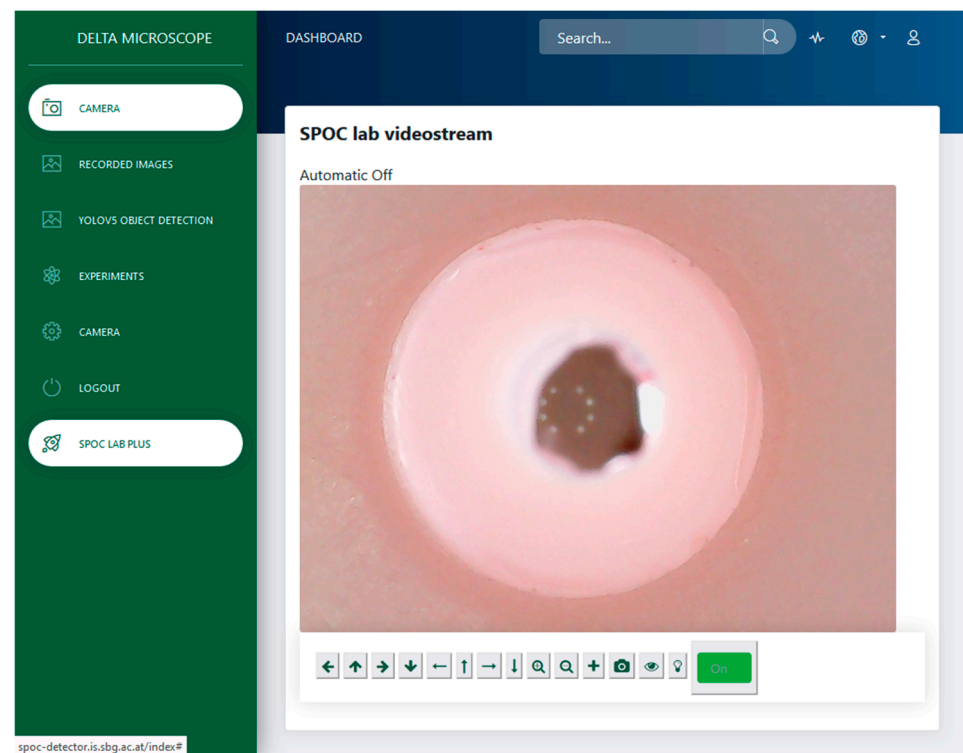 DELTA MICROSCOPE
CAMERA
RECORDED IMAGES
YOLOV5 OBJECT DETECTION
EXPERIMENTS
CAMERA
LOGOUT
SPOC LAB PLUS
spoc-detector.is.sbg.ac.at/index#
DASHBOARD
Search...
SPOC lab videostream
Automatic Off
On